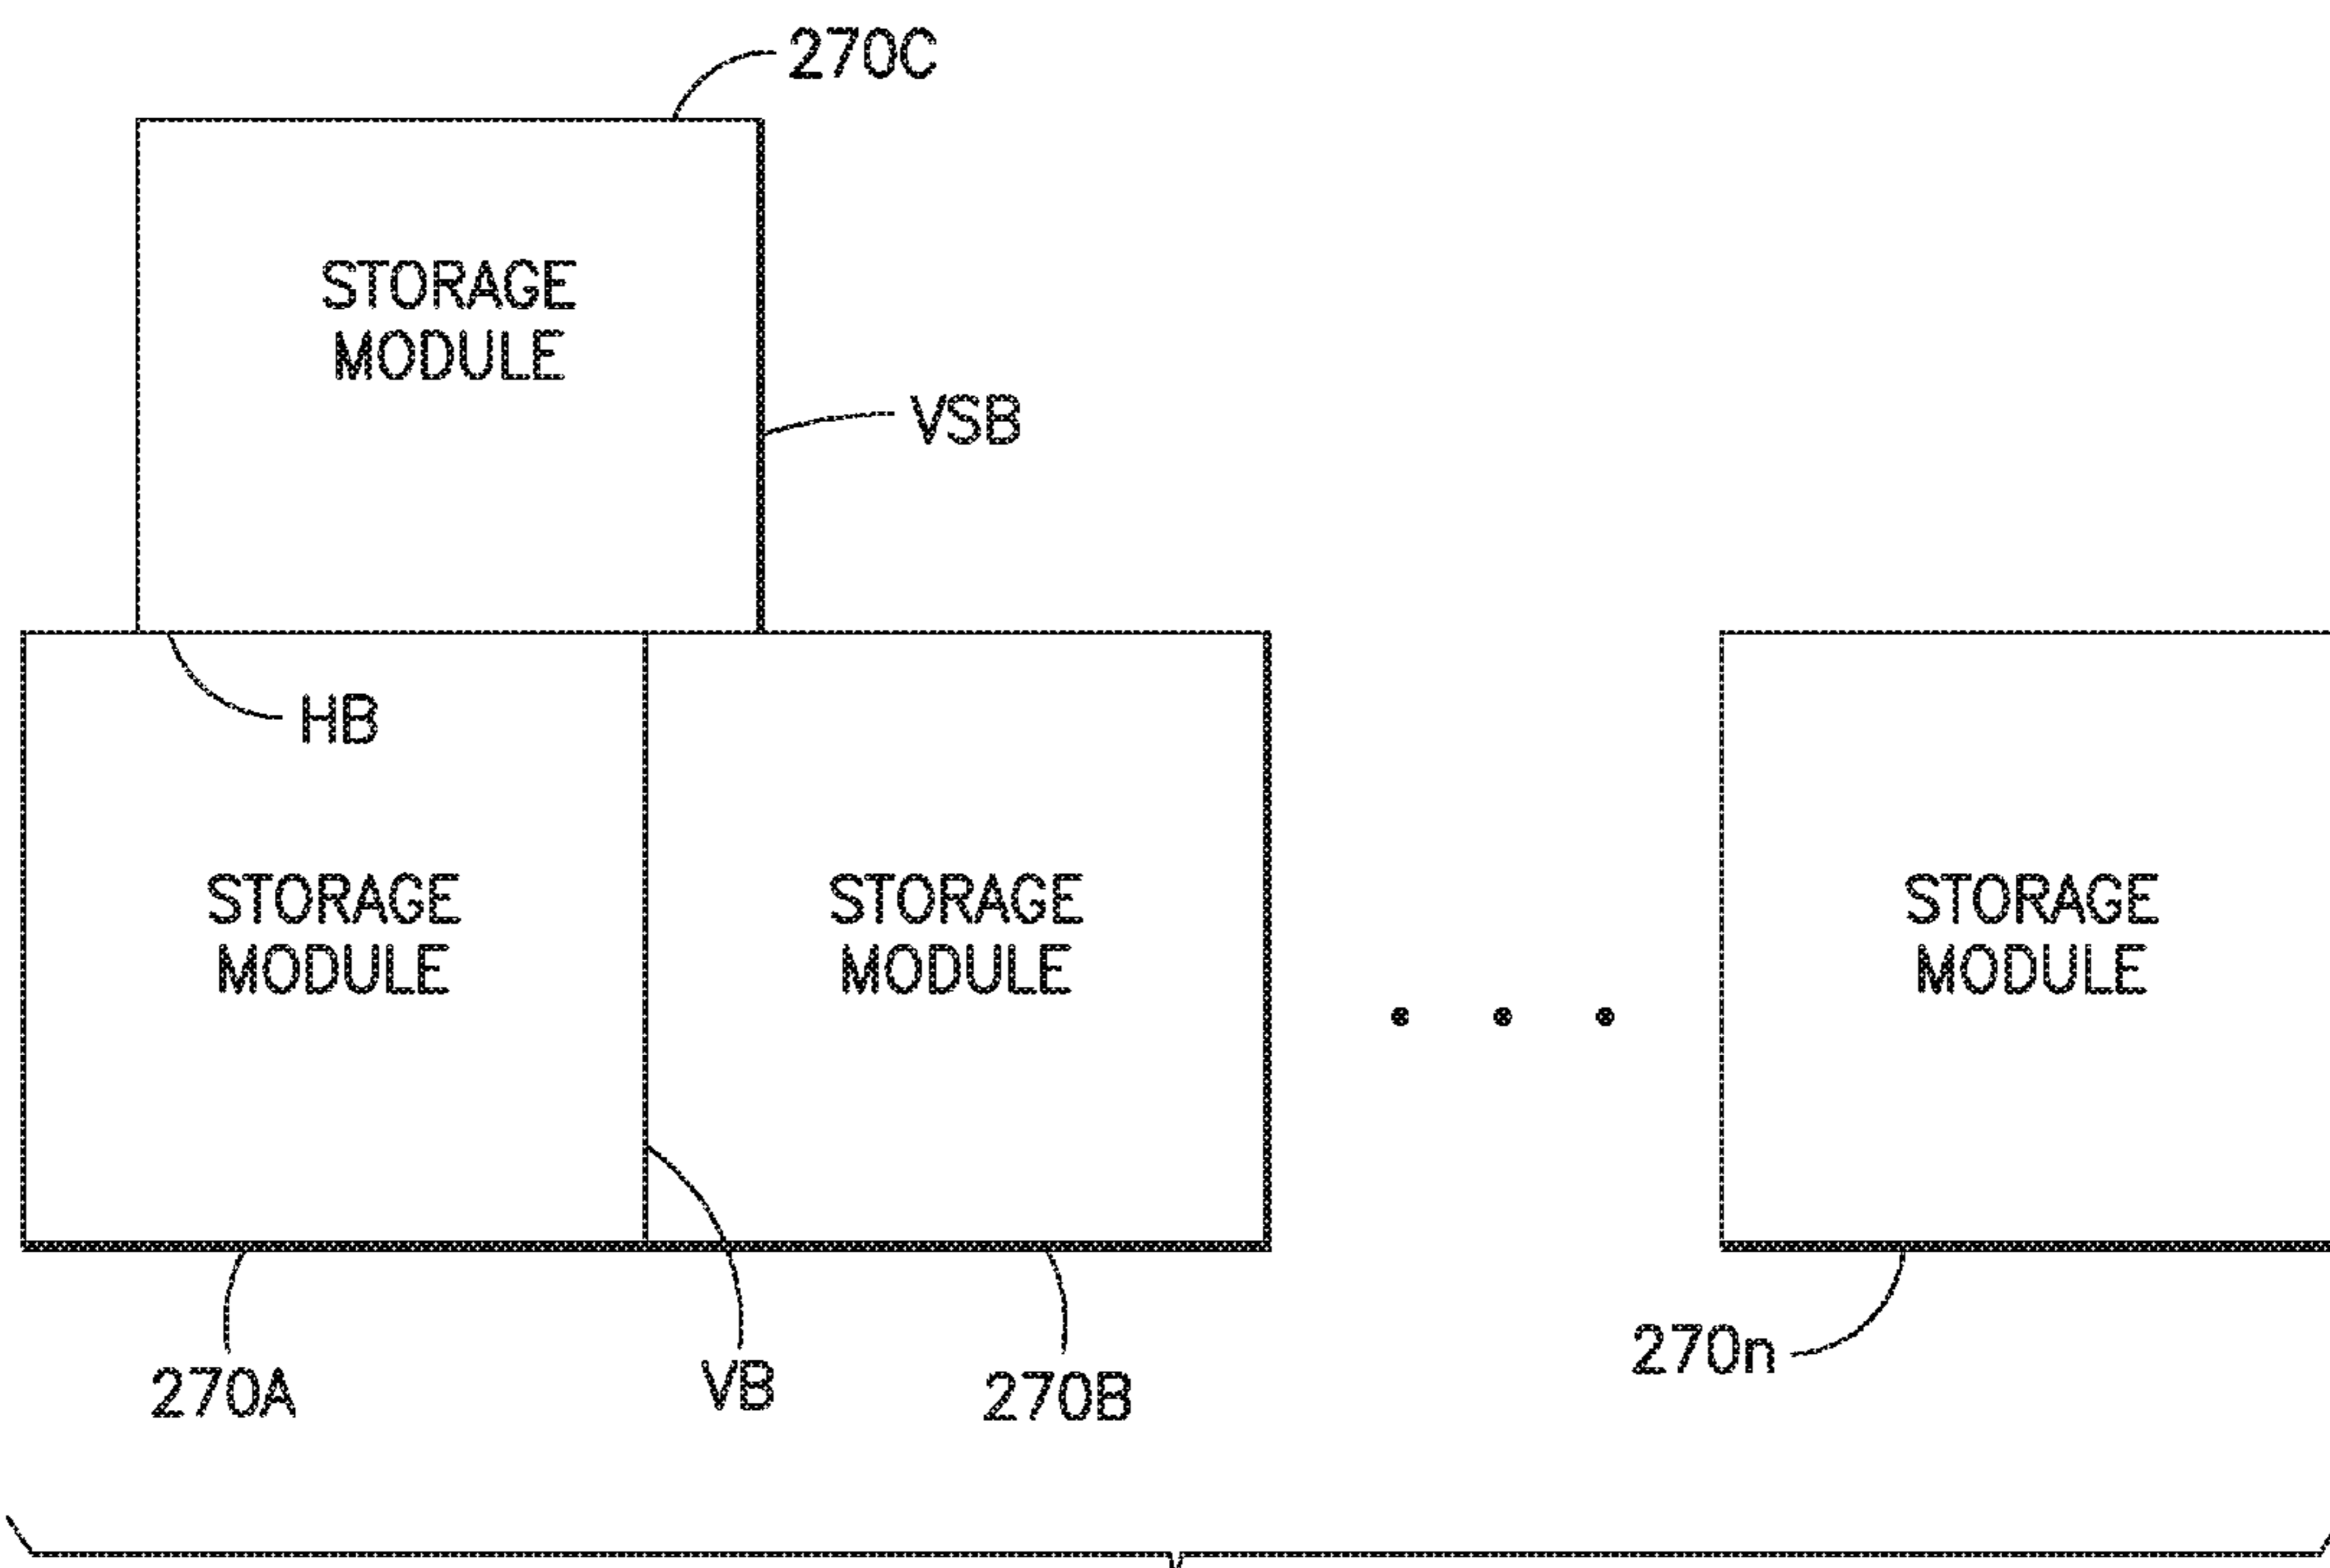 270C
STORAGE
MODULE
VSB
HB
STORAGE
MODULE
STORAGE
MODULE
STORAGE
MODULE
270A
VB
270B
270n